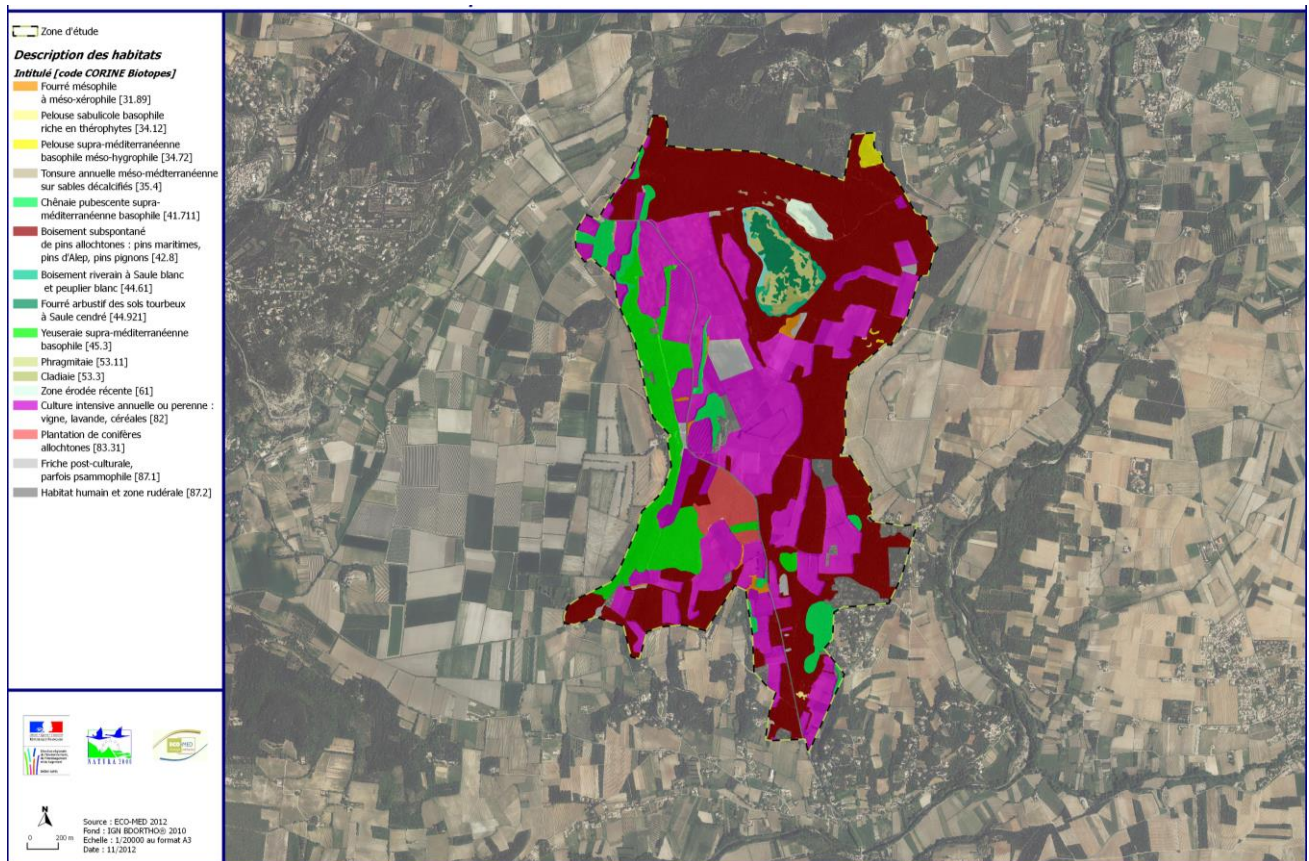 Zone d'étude
Description des habitats
Intitulé [code CORINE Biotopes]
Fourré mésophile
à méso-xérophile [31.89]
Pelouse sabulicole basophile
riche en thérophytes [34.12]
Pelouse supra-méditerranéenne
basophile méso-hygrophile [34.72]
Tonsure annuelle méso-méditerranéenne
sur sables décalcifiés [35.4]
Chênaie pubescente supra-
méditerranéenne basophile [41.711]
Boisement subspontané
de pins allochtones : pins maritimes,
pins d'Alep, pins pignons [42.8]
Boisement riverain à Saule blanc
et peuplier blanc [44.61]
Fourré arbustif des sols tourbeux
à Saule cendré [44.921]
Yeuseraie supra-méditerranéenne
basophile [45.3]
Phragmitaie [53.11]
Cladiaie [53.3]
Zone érodée récente [61]
Culture intensive annuelle ou perenne :
vigne, lavande, céréales [82]
Plantation de conifères
allochtones [83.31]
Friche post-culturale,
parfois psammophile [87.1]
Habitat humain et zone rudérale [87.2]
NATURA 2000
ECO MED
N
0 200 m
Source : ECO-MED 2012
Fond : IGN BDORTHO® 2010
Echelle : 1/20000 au format A3
Date : 11/2012